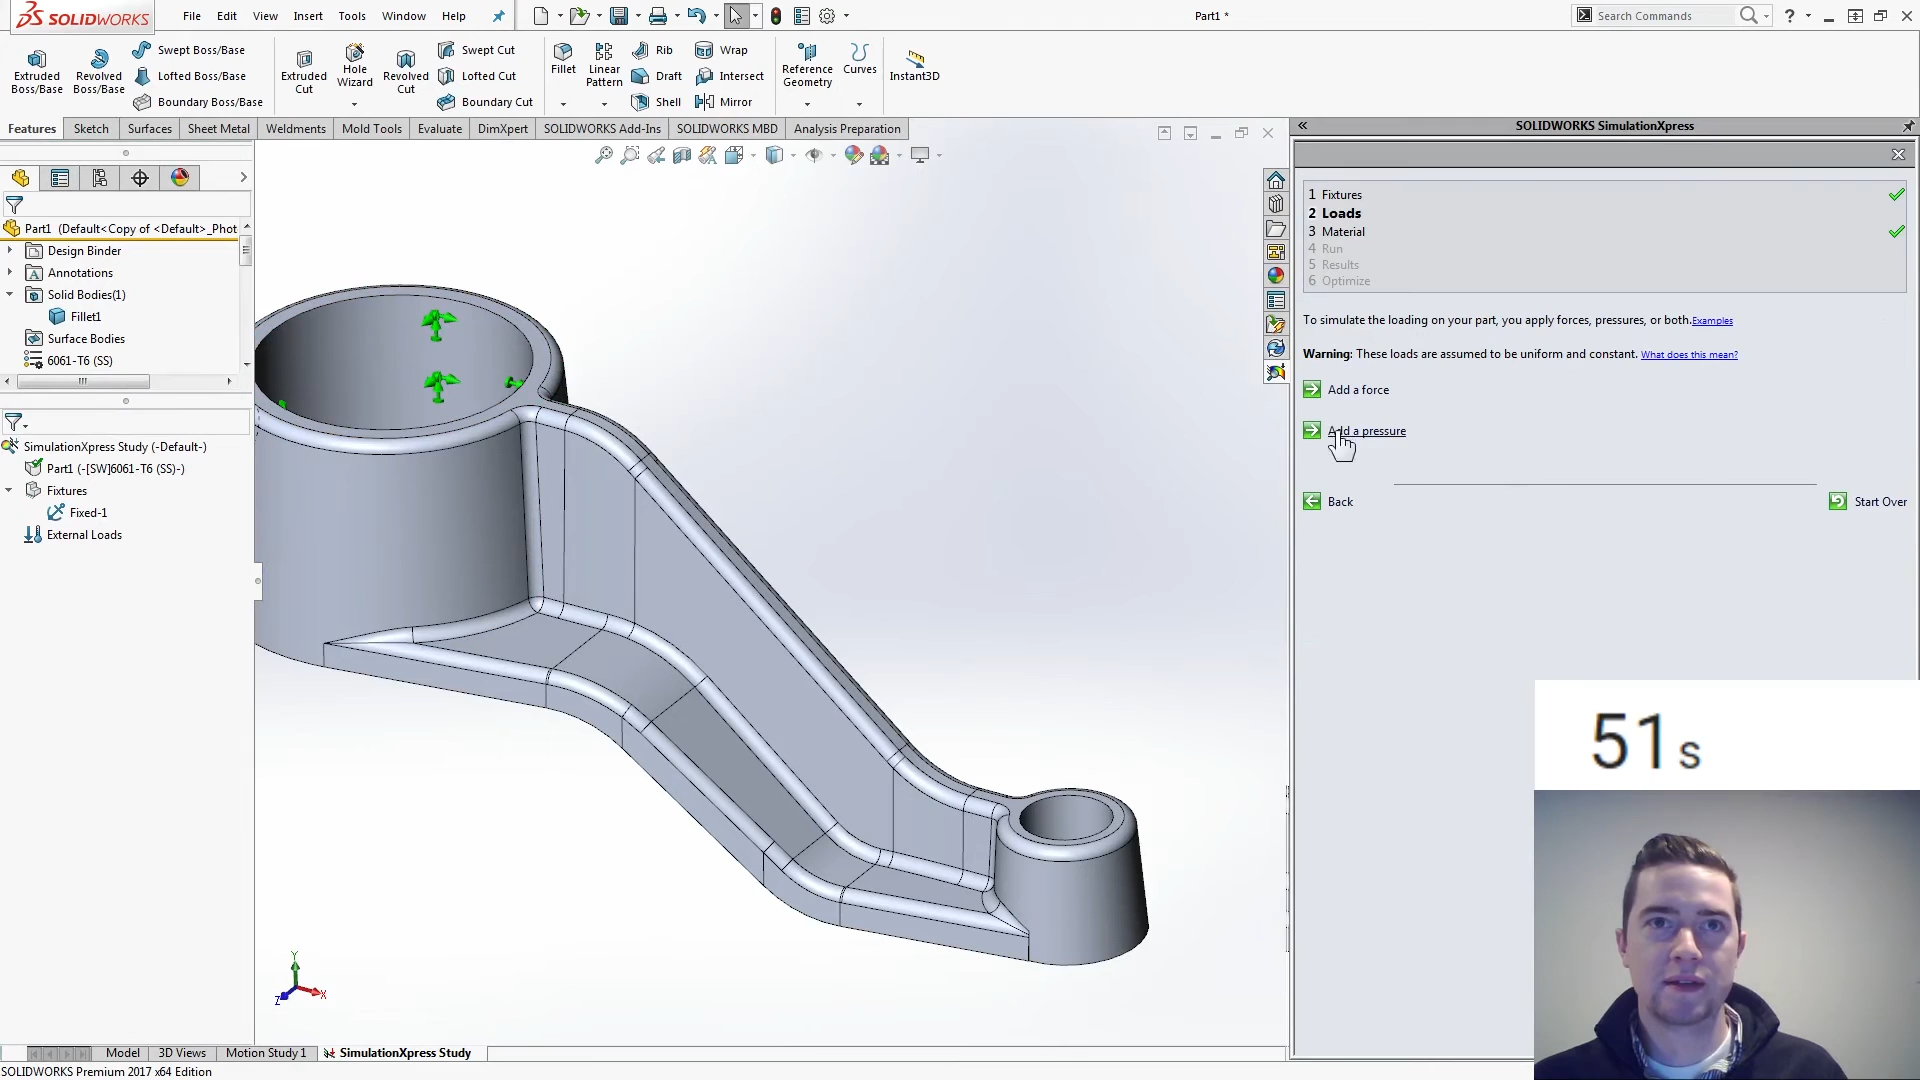 SOLIDWORKS
File Edit View Insert Tools Window Help
Part1 *
Search Commands
Extruded Boss/Base
Revolved Boss/Base
Swept Boss/Base
Lofted Boss/Base
Boundary Boss/Base
Extruded Cut
Hole Wizard
Revolved Cut
Swept Cut
Lofted Cut
Boundary Cut
Fillet
Linear Pattern
Rib
Draft
Shell
Wrap
Intersect
Mirror
Reference Geometry
Curves
Instant3D
Features Sketch Surfaces Sheet Metal Weldments Mold Tools Evaluate DimXpert SOLIDWORKS Add-Ins SOLIDWORKS MBD Analysis Preparation
Part1 (Default<Copy of <Default>_Phot
Design Binder
Annotations
Solid Bodies(1)
Fillet1
Surface Bodies
6061-T6 (SS)
SimulationXpress Study (-Default-)
Part1 (-[SW]6061-T6 (SS)-)
Fixtures
Fixed-1
External Loads
Y
X
Z
SOLIDWORKS SimulationXpress
1 Fixtures
2 Loads
3 Material
4 Run
5 Results
6 Optimize
To simulate the loading on your part, you apply forces, pressures, or both.Examples
Warning: These loads are assumed to be uniform and constant. What does this mean?
Add a force
Add a pressure
Back
Start Over
51s
Model 3D Views Motion Study 1 SimulationXpress Study
SOLIDWORKS Premium 2017 x64 Edition